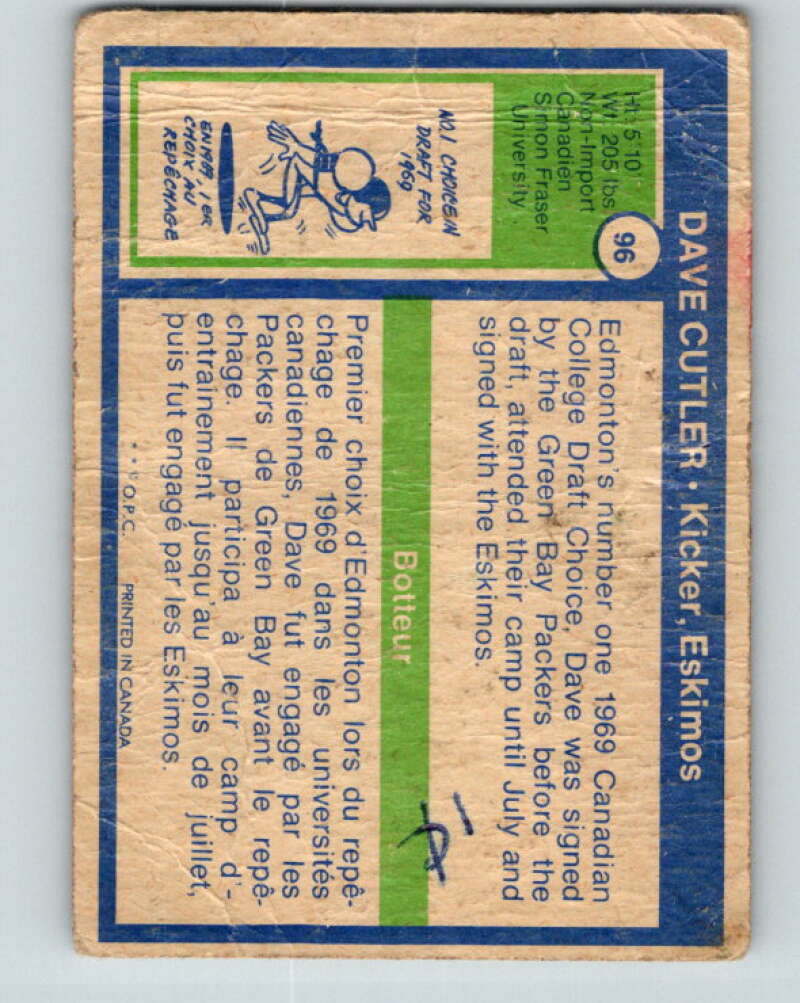 DAVE CUTLER • Kicker, Eskimos
96
Ht. 5'10"
Wt. 205 lbs
Non-Import
Canadien
Simon Fraser
University
NO. 1 CHOICE IN
DRAFT FOR
1969
EN 1969, 1 ER
CHOIX AU
REPÊCHAGE
Edmonton's number one 1969 Canadian
College Draft Choice, Dave was signed
by the Green Bay Packers before the
draft, attended their camp until July and
signed with the Eskimos.
Botteur
Premier choix d'Edmonton lors du repê-
chage de 1969 dans les universités
canadiennes, Dave fut engagé par les
Packers de Green Bay avant le repê-
chage. Il participa à leur camp d'-
entraînement jusqu'au mois de juillet,
puis fut engagé par les Eskimos.
* * © O.P.C. PRINTED IN CANADA